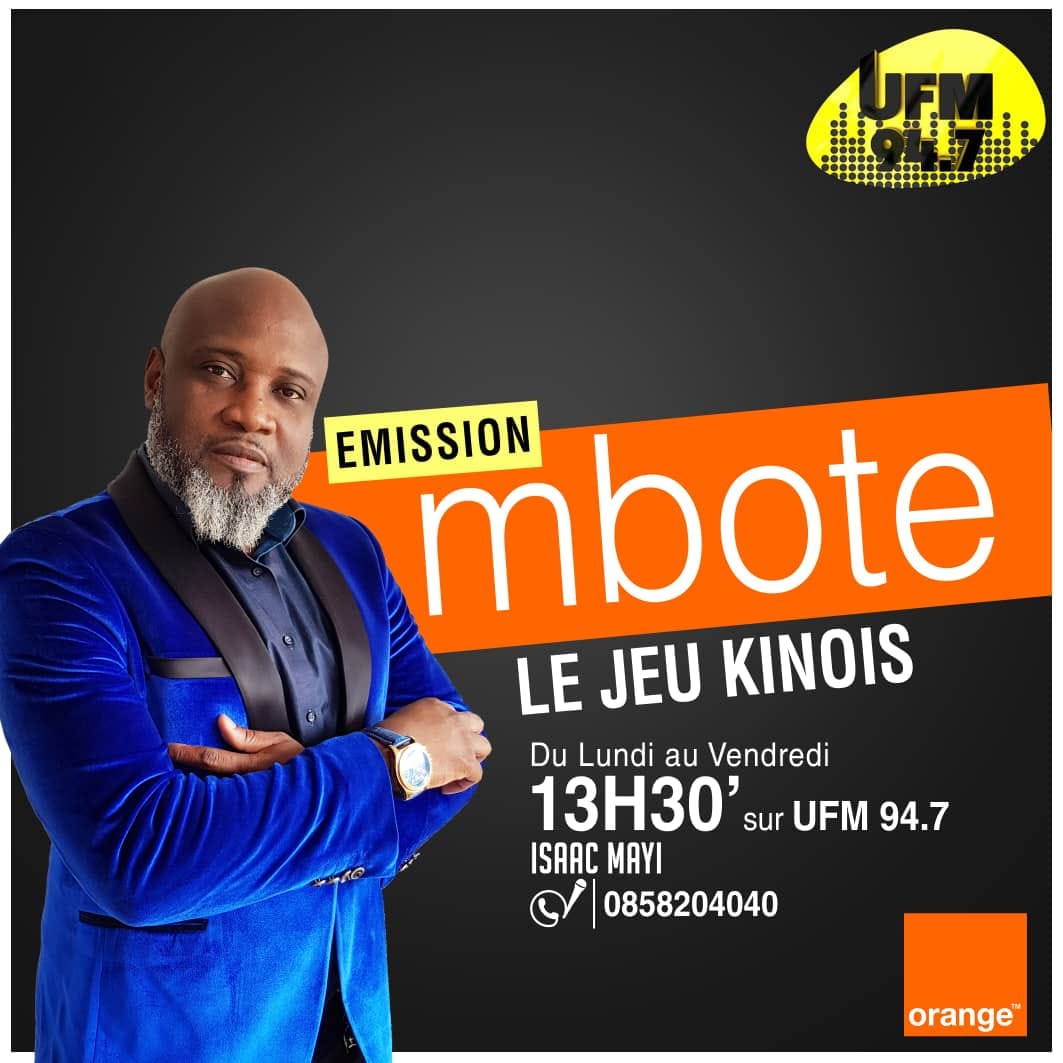 UFM
94.7
EMISSION
mbote
LE JEU KINOIS
Du Lundi au Vendredi
13H30’ sur UFM 94.7
ISAAC MAYI
0858204040
orange™